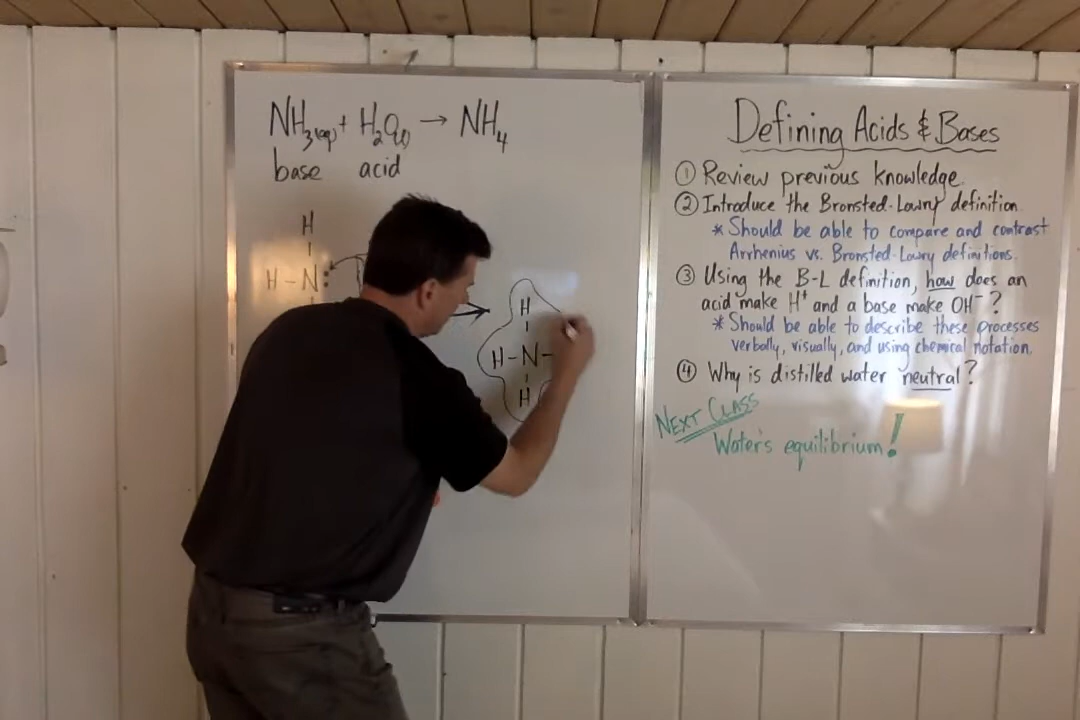 NH3(aq) + H2O(l) → NH4
base acid
H
H - N :
H
H - N -
H
Defining Acids & Bases
① Review previous knowledge
② Introduce the Bronsted-Lowry definition
* Should be able to compare and contrast
Arrhenius vs. Bronsted-Lowry definitions.
③ Using the B-L definition, how does an
acid make H⁺ and a base make OH⁻?
* Should be able to describe these processes
verbally, visually, and using chemical notation.
④ Why is distilled water neutral?
NEXT CLASS
Water's equilibrium!